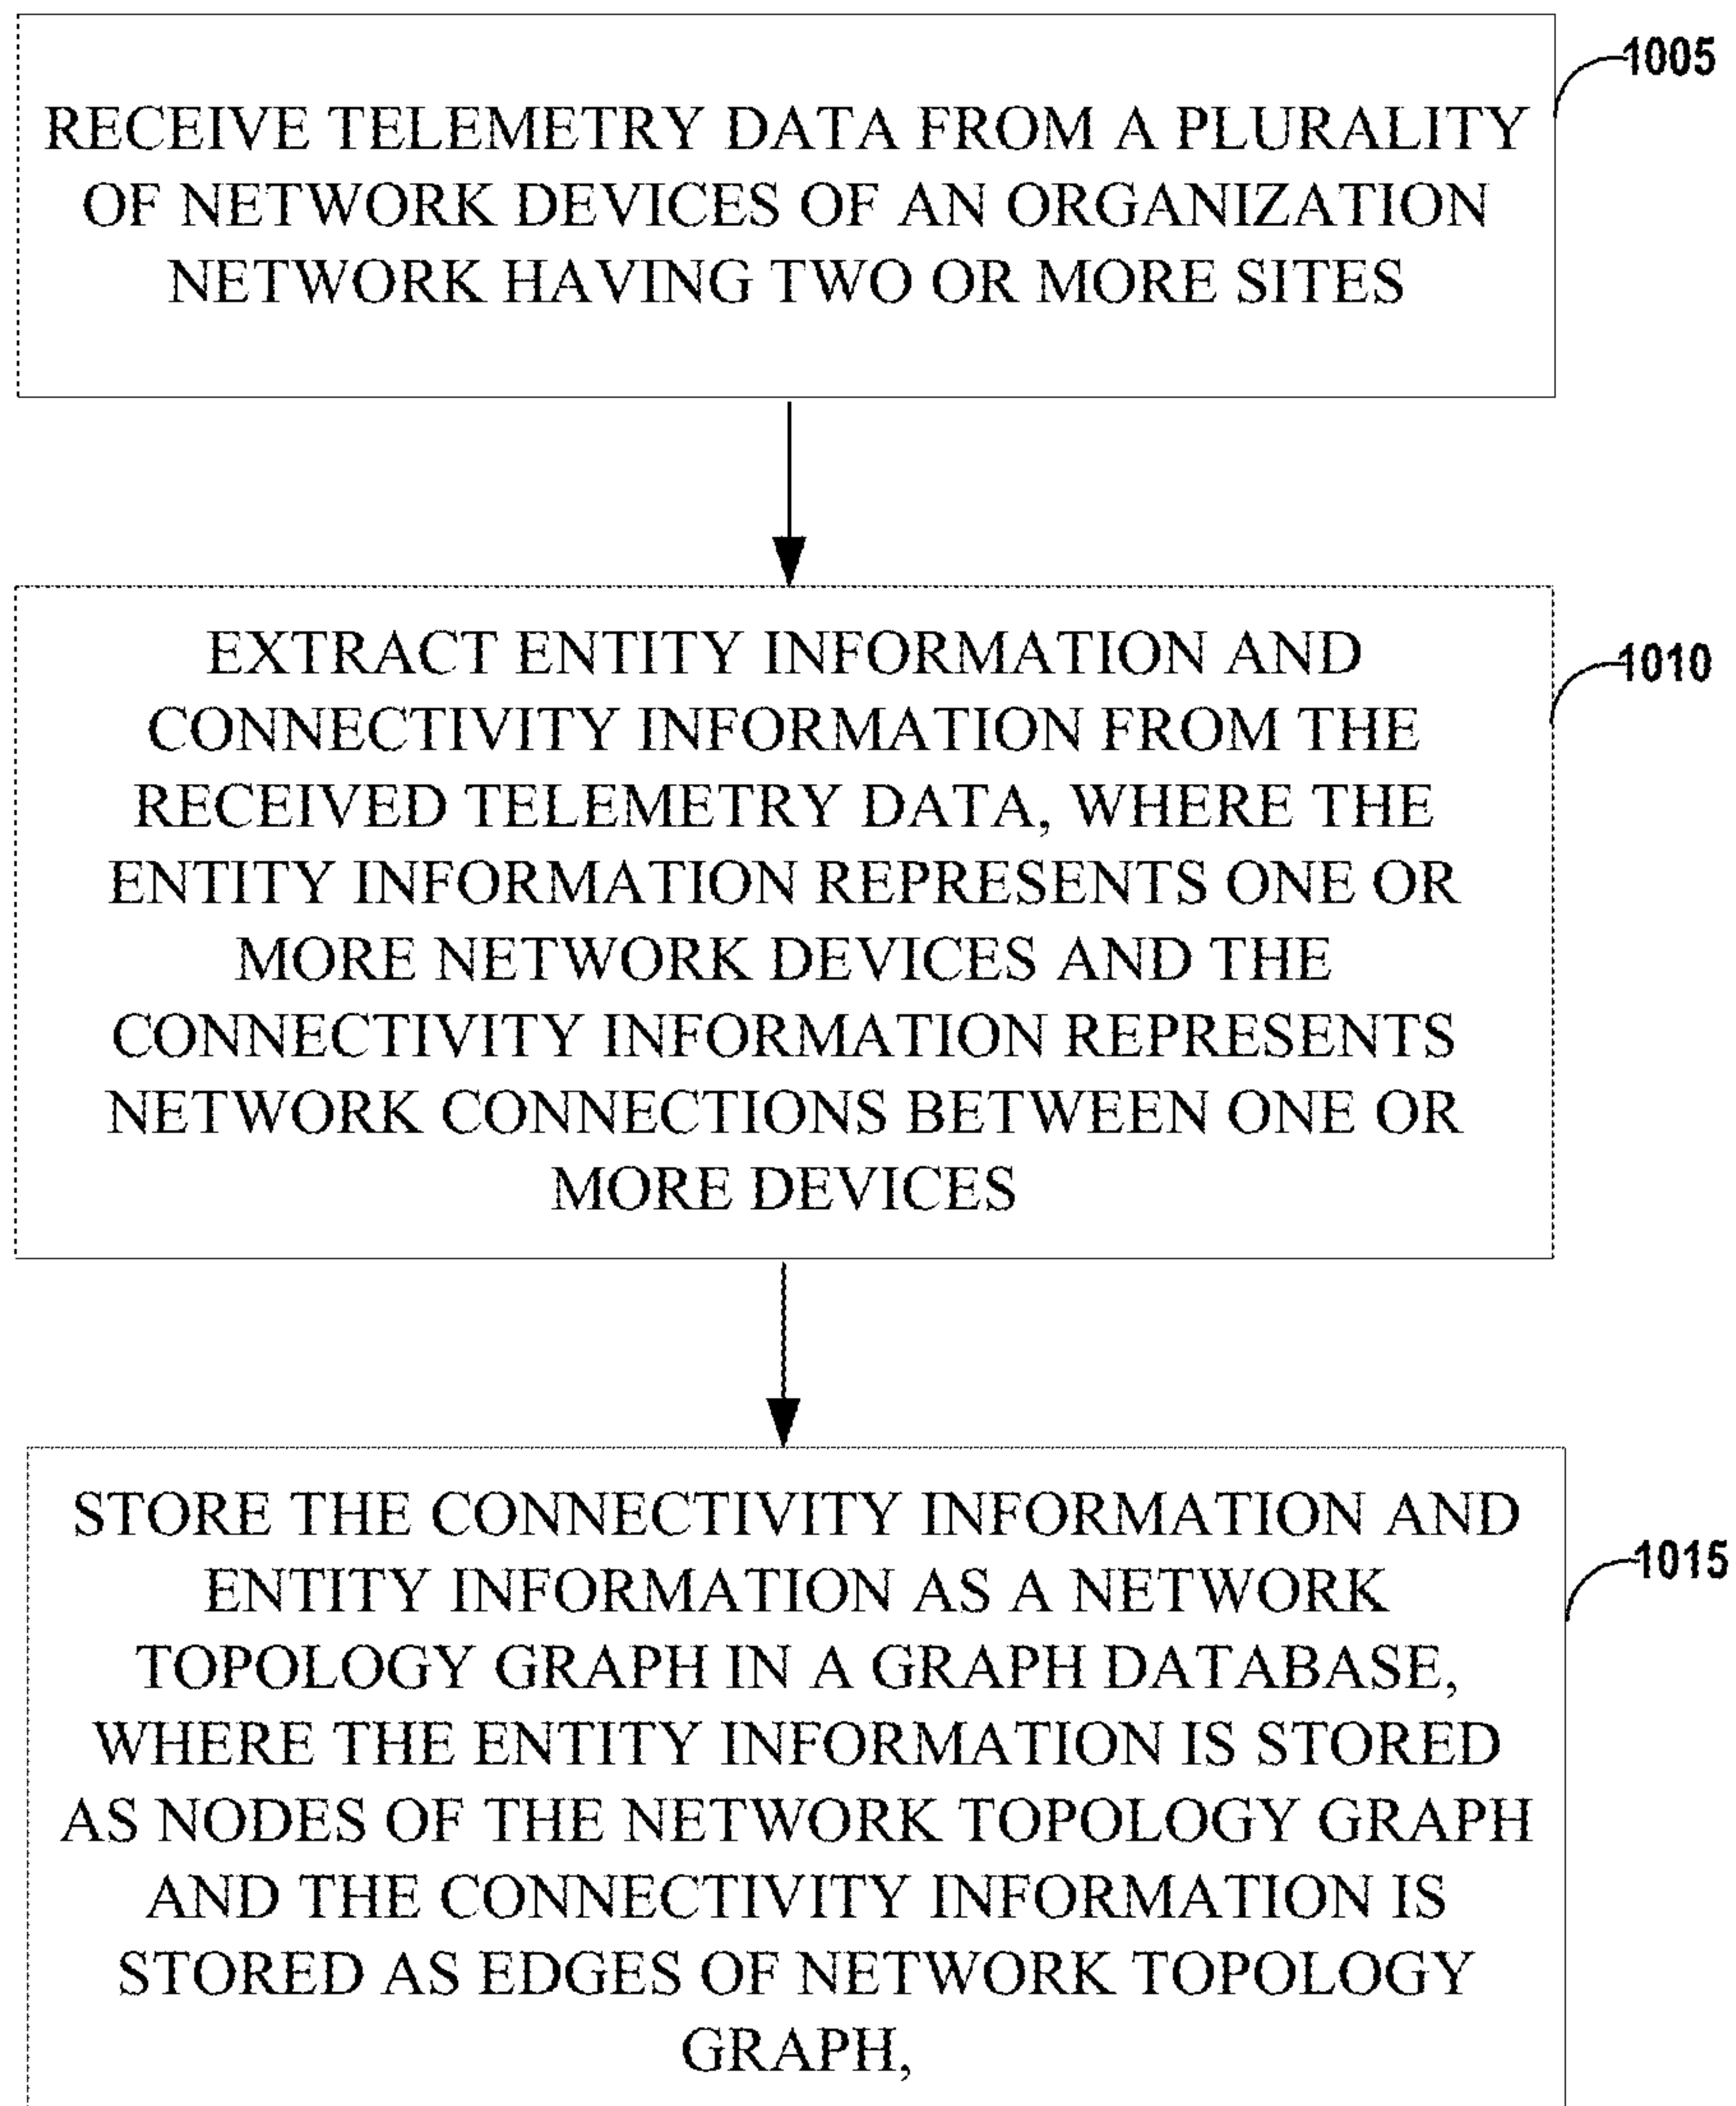 1005
RECEIVE TELEMETRY DATA FROM A PLURALITY
OF NETWORK DEVICES OF AN ORGANIZATION
NETWORK HAVING TWO OR MORE SITES
1010
EXTRACT ENTITY INFORMATION AND
CONNECTIVITY INFORMATION FROM THE
RECEIVED TELEMETRY DATA, WHERE THE
ENTITY INFORMATION REPRESENTS ONE OR
MORE NETWORK DEVICES AND THE
CONNECTIVITY INFORMATION REPRESENTS
NETWORK CONNECTIONS BETWEEN ONE OR
MORE DEVICES
1015
STORE THE CONNECTIVITY INFORMATION AND
ENTITY INFORMATION AS A NETWORK
TOPOLOGY GRAPH IN A GRAPH DATABASE,
WHERE THE ENTITY INFORMATION IS STORED
AS NODES OF THE NETWORK TOPOLOGY GRAPH
AND THE CONNECTIVITY INFORMATION IS
STORED AS EDGES OF NETWORK TOPOLOGY
GRAPH,